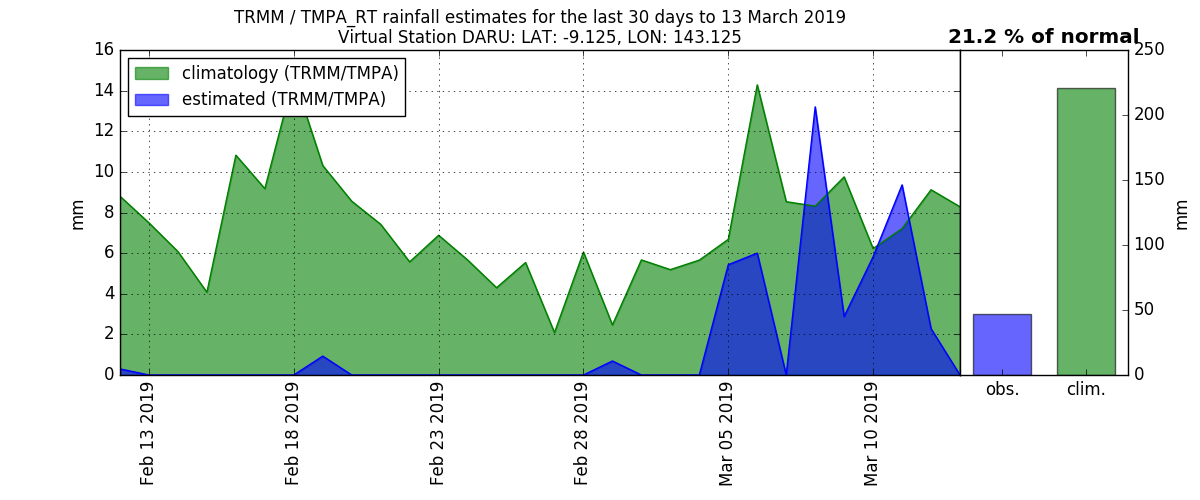 TRMM / TMPA_RT rainfall estimates for the last 30 days to 13 March 2019
Virtual Station DARU: LAT: -9.125, LON: 143.125
21.2 % of normal
climatology (TRMM/TMPA)
estimated (TRMM/TMPA)
16
14
12
10
8
6
4
2
0
mm
Feb 13 2019
Feb 18 2019
Feb 23 2019
Feb 28 2019
Mar 05 2019
Mar 10 2019
250
200
150
100
50
0
mm
obs.
clim.